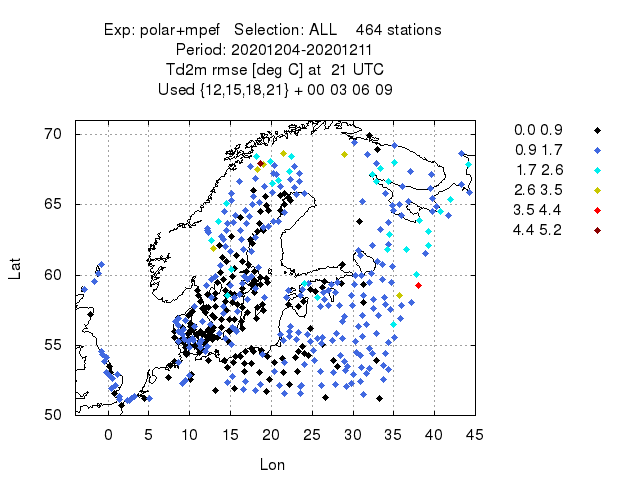 Exp: polar+mpef   Selection: ALL    464 stations
Period: 20201204-20201211
Td2m rmse [deg C] at  21 UTC
Used {12,15,18,21} + 00 03 06 09
70
65
60
55
50
Lat
0 5 10 15 20 25 30 35 40 45
Lon
0.0 0.9
0.9 1.7
1.7 2.6
2.6 3.5
3.5 4.4
4.4 5.2